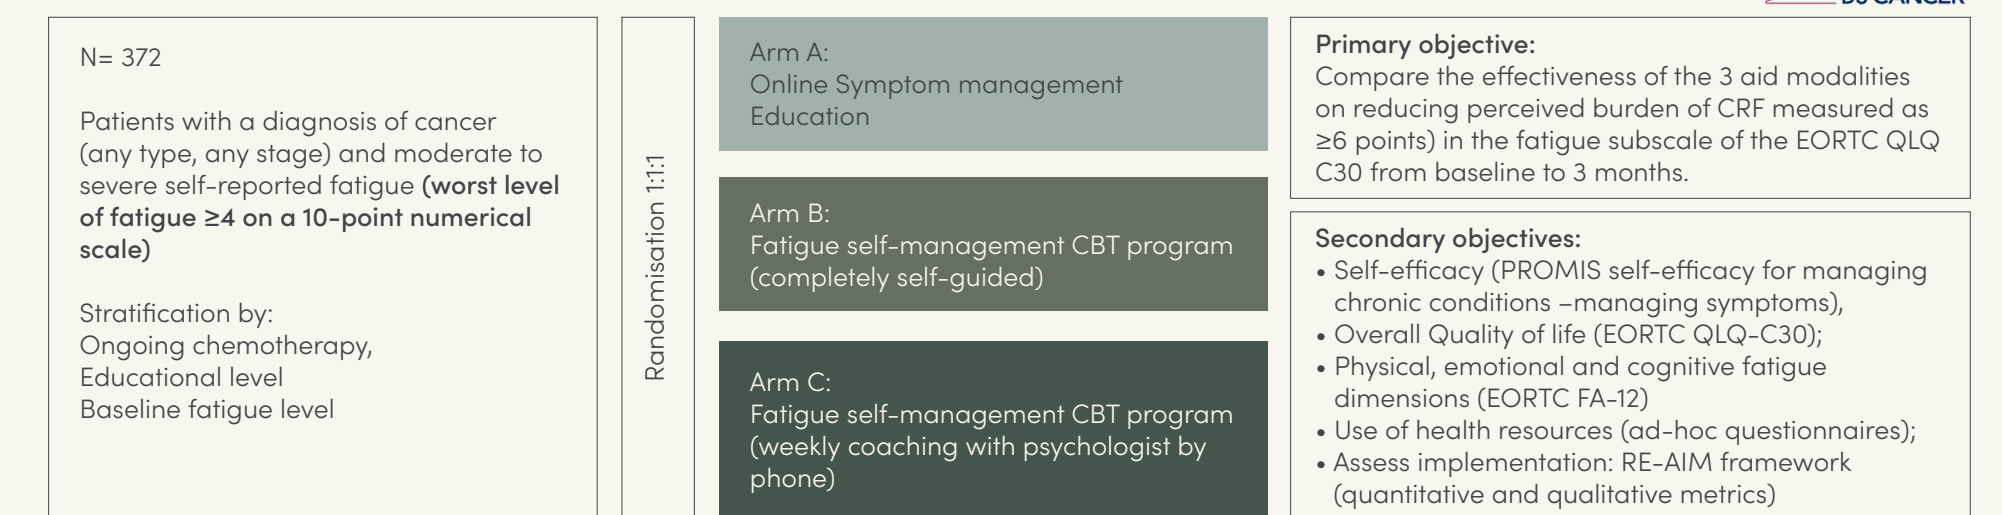 DU CANCER
N= 372
Patients with a diagnosis of cancer
(any type, any stage) and moderate to
severe self-reported fatigue (worst level
of fatigue ≥4 on a 10-point numerical
scale)
Stratification by:
Ongoing chemotherapy,
Educational level
Baseline fatigue level
Randomisation 1:1:1
Arm A:
Online Symptom management
Education
Arm B:
Fatigue self-management CBT program
(completely self-guided)
Arm C:
Fatigue self-management CBT program
(weekly coaching with psychologist by
phone)
Primary objective:
Compare the effectiveness of the 3 aid modalities
on reducing perceived burden of CRF measured as
≥6 points) in the fatigue subscale of the EORTC QLQ
C30 from baseline to 3 months.
Secondary objectives:
• Self-efficacy (PROMIS self-efficacy for managing
chronic conditions –managing symptoms),
• Overall Quality of life (EORTC QLQ-C30);
• Physical, emotional and cognitive fatigue
dimensions (EORTC FA-12)
• Use of health resources (ad-hoc questionnaires);
• Assess implementation: RE-AIM framework
(quantitative and qualitative metrics)